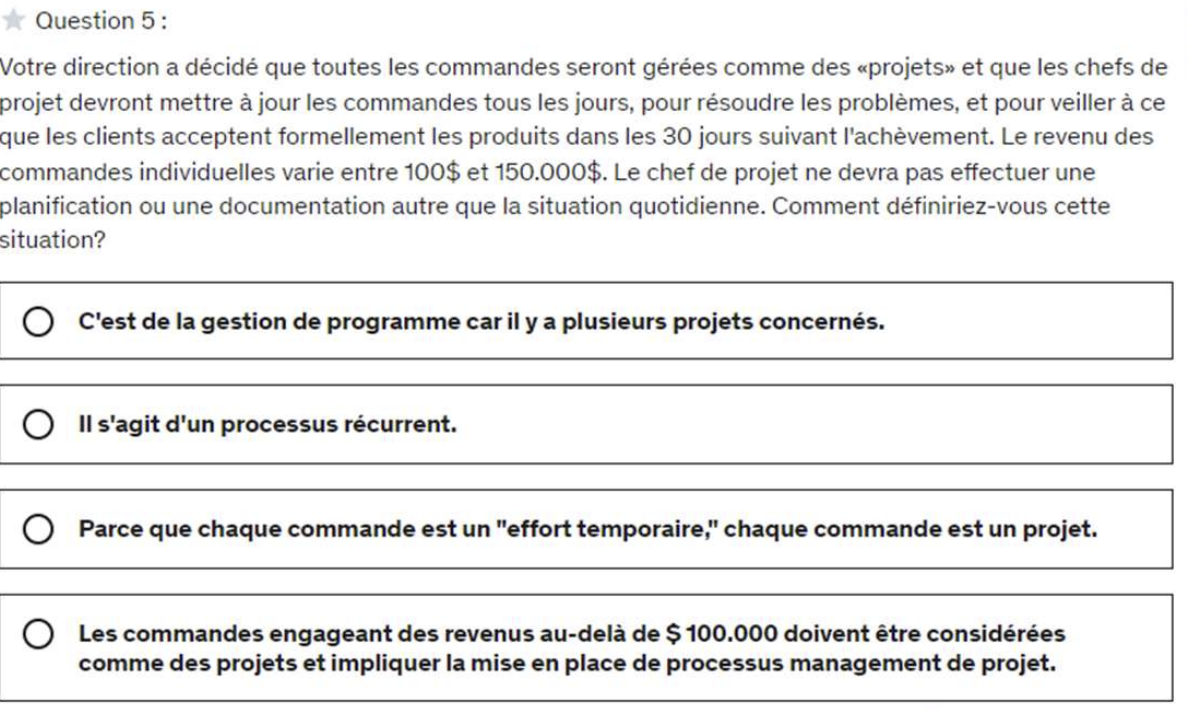 Question 5 :
Votre direction a décidé que toutes les commandes seront gérées comme des «projets» et que les chefs de
projet devront mettre à jour les commandes tous les jours, pour résoudre les problèmes, et pour veiller à ce
que les clients acceptent formellement les produits dans les 30 jours suivant l'achèvement. Le revenu des
commandes individuelles varie entre 100$ et 150.000$. Le chef de projet ne devra pas effectuer une
planification ou une documentation autre que la situation quotidienne. Comment définiriez-vous cette
situation?
C'est de la gestion de programme car il y a plusieurs projets concernés.
Il s'agit d'un processus récurrent.
Parce que chaque commande est un "effort temporaire," chaque commande est un projet.
Les commandes engageant des revenus au-delà de $ 100.000 doivent être considérées
comme des projets et impliquer la mise en place de processus management de projet.